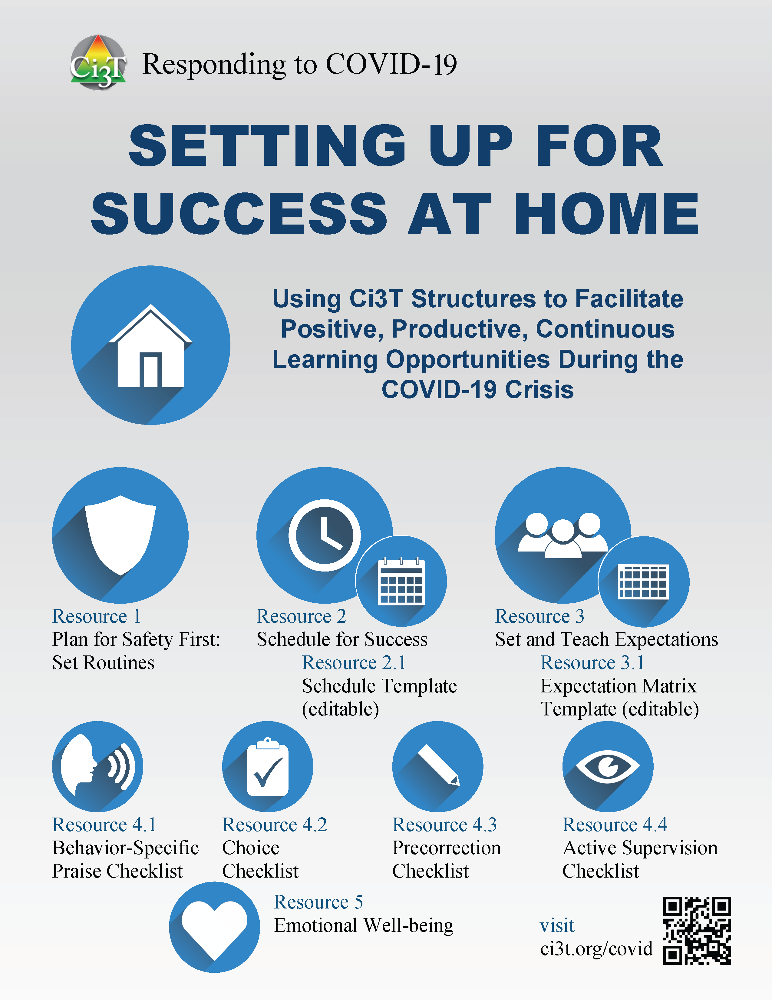 Ci3T
Responding to COVID-19
SETTING UP FOR
SUCCESS AT HOME
Using Ci3T Structures to Facilitate
Positive, Productive, Continuous
Learning Opportunities During the
COVID-19 Crisis
Resource 1
Plan for Safety First:
Set Routines
Resource 2
Schedule for Success
Resource 2.1
Schedule Template
(editable)
Resource 3
Set and Teach Expectations
Resource 3.1
Expectation Matrix
Template (editable)
Resource 4.1
Behavior-Specific
Praise Checklist
Resource 4.2
Choice
Checklist
Resource 4.3
Precorrection
Checklist
Resource 4.4
Active Supervision
Checklist
Resource 5
Emotional Well-being
visit
ci3t.org/covid